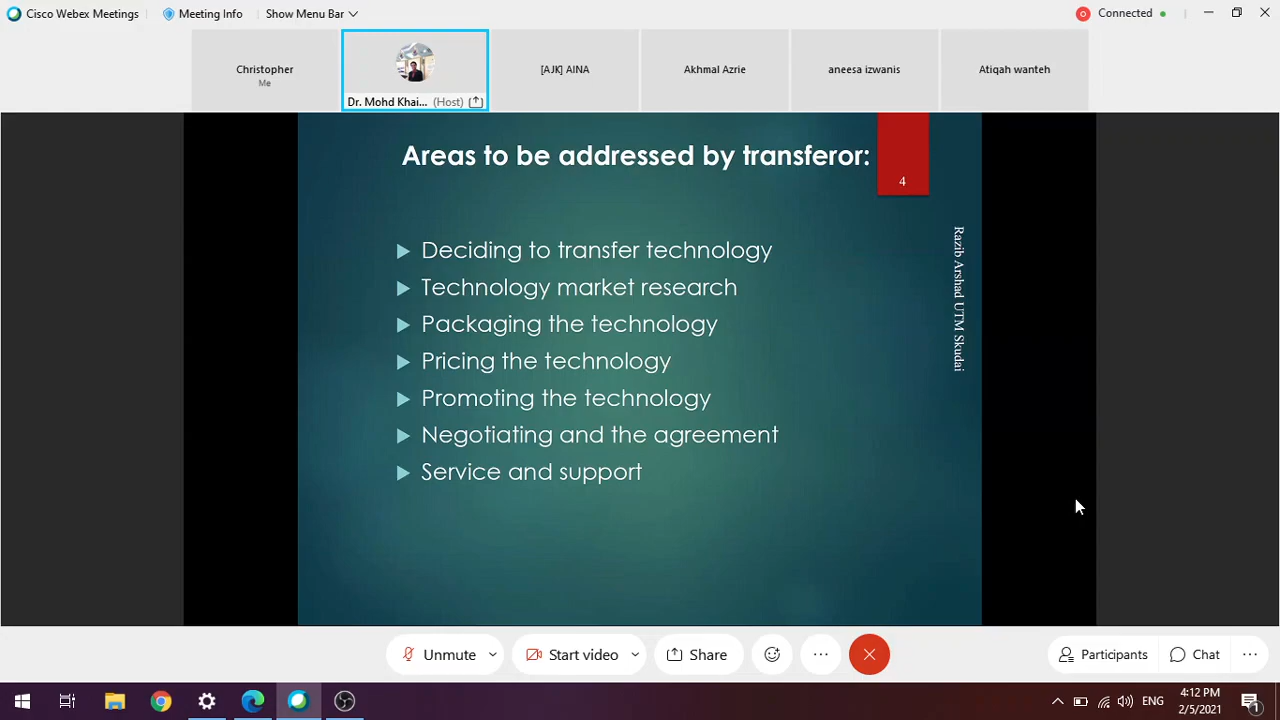 Cisco Webex Meetings
Meeting Info
Show Menu Bar
Connected
Christopher
Me
Dr. Mohd Khai... (Host)
[AJK] AINA
Akhmal Azrie
aneesa izwanis
Atiqah wanteh
Areas to be addressed by transferor:
4
Deciding to transfer technology
Technology market research
Packaging the technology
Pricing the technology
Promoting the technology
Negotiating and the agreement
Service and support
Razib Arshad UTM Skudai
Unmute
Start video
Share
Participants
Chat
ENG
4:12 PM
2/5/2021
1